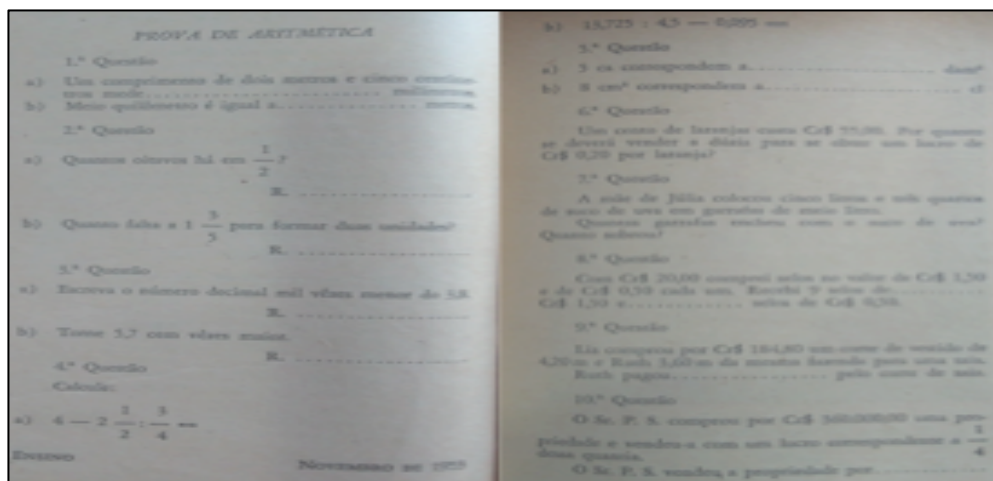 PROVA DE ARITMÉTICA
1.ª Questão
a) Um comprimento de dois metros e cinco centíme-
tros mede.............................. milímetros.
b) Meio quilômetro é igual a.................. metros.
2.ª Questão
a) Quantos oitavos há em 1/2?
R. .........................
b) Quanto falta a 1 3/5 para formar duas unidades?
R. .........................
3.ª Questão
a) Escreva o número decimal mil vêzes menor do 5,8.
R. .........................
b) Torne 5,7 cem vêzes maior.
R. .........................
4.ª Questão
Calcule:
a) 4 — 2 1/2 : 3/4 =
ENSINO
NOVEMBRO DE 1955
b) 13,725 : 4,5 — 0,095 =
5.ª Questão
a) 5 ca correspondem a......................... dam²
b) 8 cm³ correspondem a......................... cl
6.ª Questão
Um cento de laranjas custa Cr$ 55,00. Por quanto
se deverá vender a dúzia para se obter um lucro de
Cr$ 0,20 por laranja?
7.ª Questão
A mãe de Júlia colocou cinco litros e três quartos
de suco de uva em garrafas de meio litro.
Quantas garrafas encheu com o suco de uva?
Quanto sobrou?
8.ª Questão
Com Cr$ 20,00 comprei selos no valor de Cr$ 1,50
e de Cr$ 0,50 cada um. Recebi 9 selos de............
Cr$ 1,50 e................ selos de Cr$ 0,50.
9.ª Questão
Lia comprou por Cr$ 184,80 um corte de vestido de
4,20 m e Ruth 3,60 m da mesma fazenda para uma saia.
Ruth pagou.......................... pelo corte de saia.
10.ª Questão
O Sr. P. S. comprou por Cr$ 560.000,00 uma pro-
priedade e vendeu-a com um lucro correspondente a 1/4
dessa quantia.
O Sr. P. S. vendeu a propriedade por..................